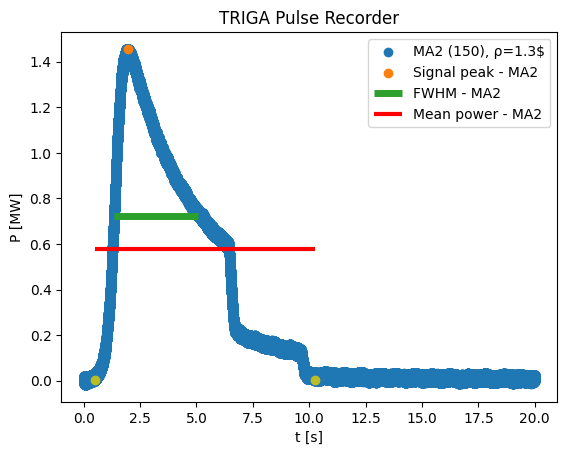 TRIGA Pulse Recorder
MA2 (150), ρ=1.3$
Signal peak - MA2
FWHM - MA2
Mean power - MA2
P [MW]
1.4
1.2
1.0
0.8
0.6
0.4
0.2
0.0
0.0 2.5 5.0 7.5 10.0 12.5 15.0 17.5 20.0
t [s]